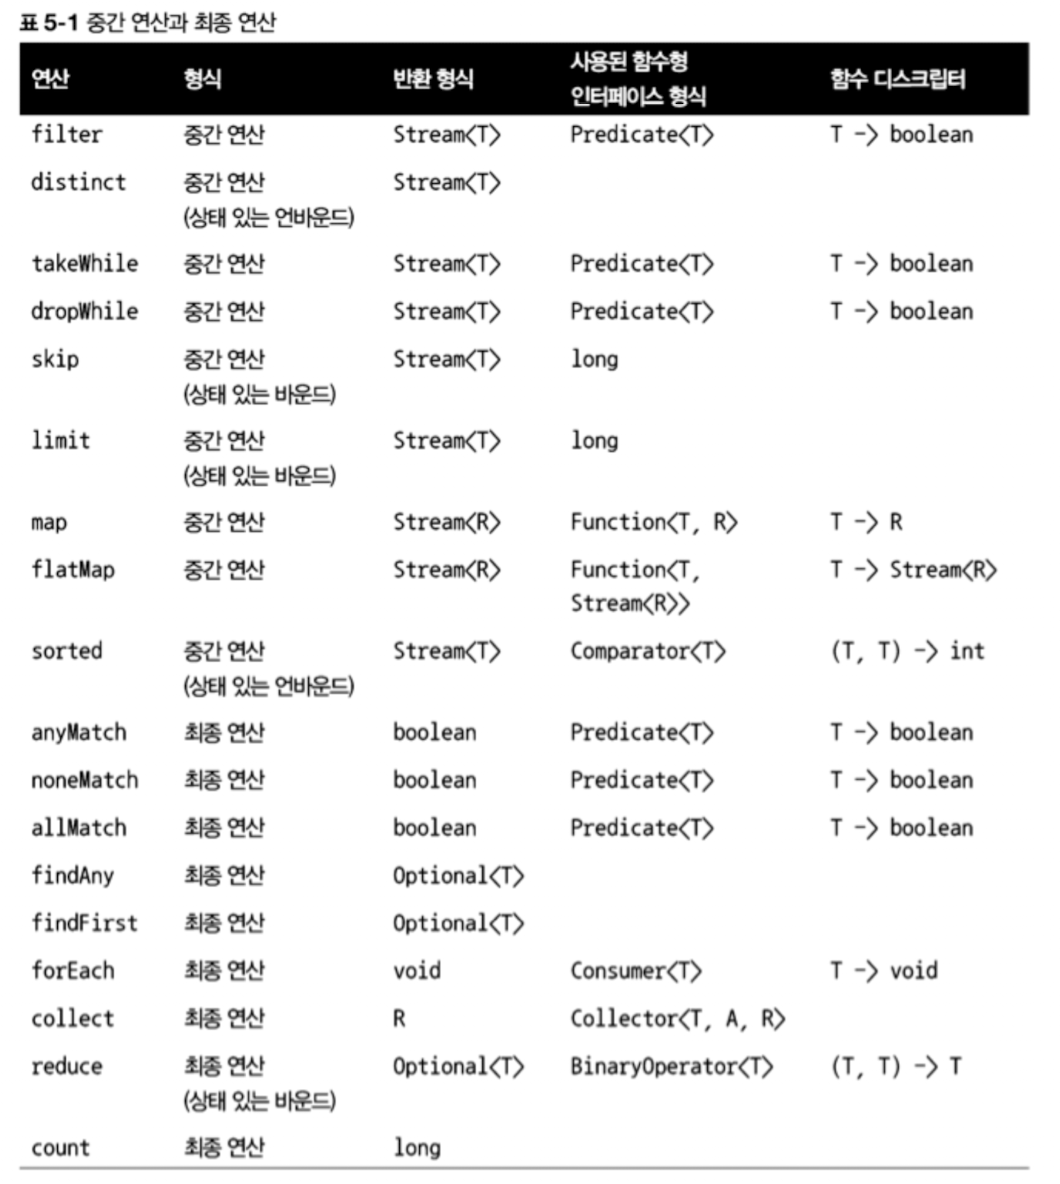 표 5-1 중간 연산과 최종 연산
연산 형식 반환 형식 사용된 함수형 인터페이스 형식 함수 디스크립터
filter 중간 연산 Stream<T> Predicate<T> T -> boolean
distinct 중간 연산 Stream<T>
(상태 있는 언바운드)
takeWhile 중간 연산 Stream<T> Predicate<T> T -> boolean
dropWhile 중간 연산 Stream<T> Predicate<T> T -> boolean
skip 중간 연산 Stream<T> long
(상태 있는 바운드)
limit 중간 연산 Stream<T> long
(상태 있는 바운드)
map 중간 연산 Stream<R> Function<T, R> T -> R
flatMap 중간 연산 Stream<R> Function<T, T -> Stream<R>
Stream<R>>
sorted 중간 연산 Stream<T> Comparator<T> (T, T) -> int
(상태 있는 언바운드)
anyMatch 최종 연산 boolean Predicate<T> T -> boolean
noneMatch 최종 연산 boolean Predicate<T> T -> boolean
allMatch 최종 연산 boolean Predicate<T> T -> boolean
findAny 최종 연산 Optional<T>
findFirst 최종 연산 Optional<T>
forEach 최종 연산 void Consumer<T> T -> void
collect 최종 연산 R Collector<T, A, R>
reduce 최종 연산 Optional<T> BinaryOperator<T> (T, T) -> T
(상태 있는 바운드)
count 최종 연산 long